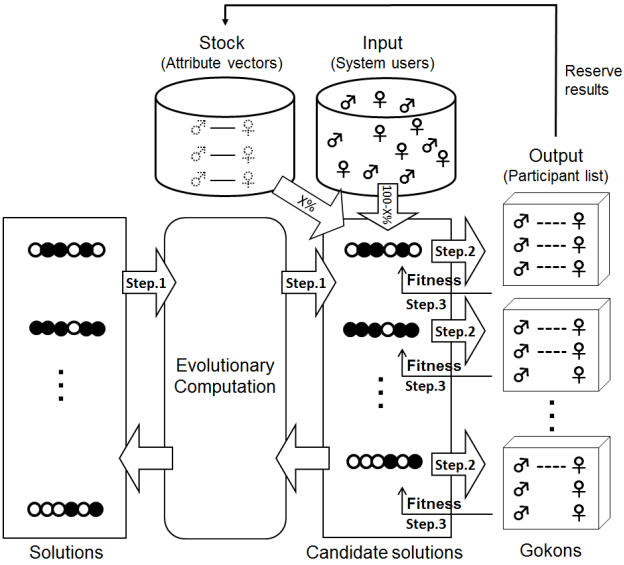 Stock
(Attribute vectors)
Input
(System users)
Reserve
results
Output
(Participant list)
X%
100-X%
Step.1
Step.1
Step.2
Fitness
Step.3
Step.2
Fitness
Step.3
Evolutionary
Computation
Step.2
Fitness
Step.3
Solutions
Candidate solutions
Gokons